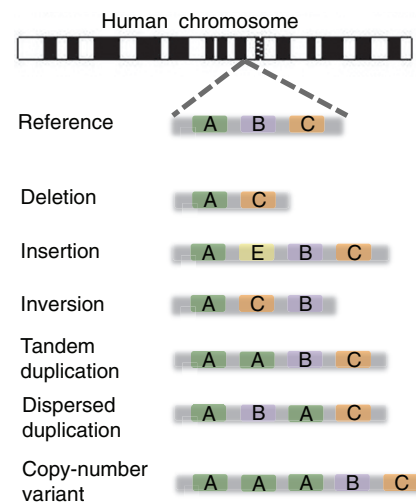 Human chromosome
Reference
A B C
Deletion
A C
Insertion
A E B C
Inversion
A C B
Tandem
duplication
A A B C
Dispersed
duplication
A B A C
Copy-number
variant
A A A B C